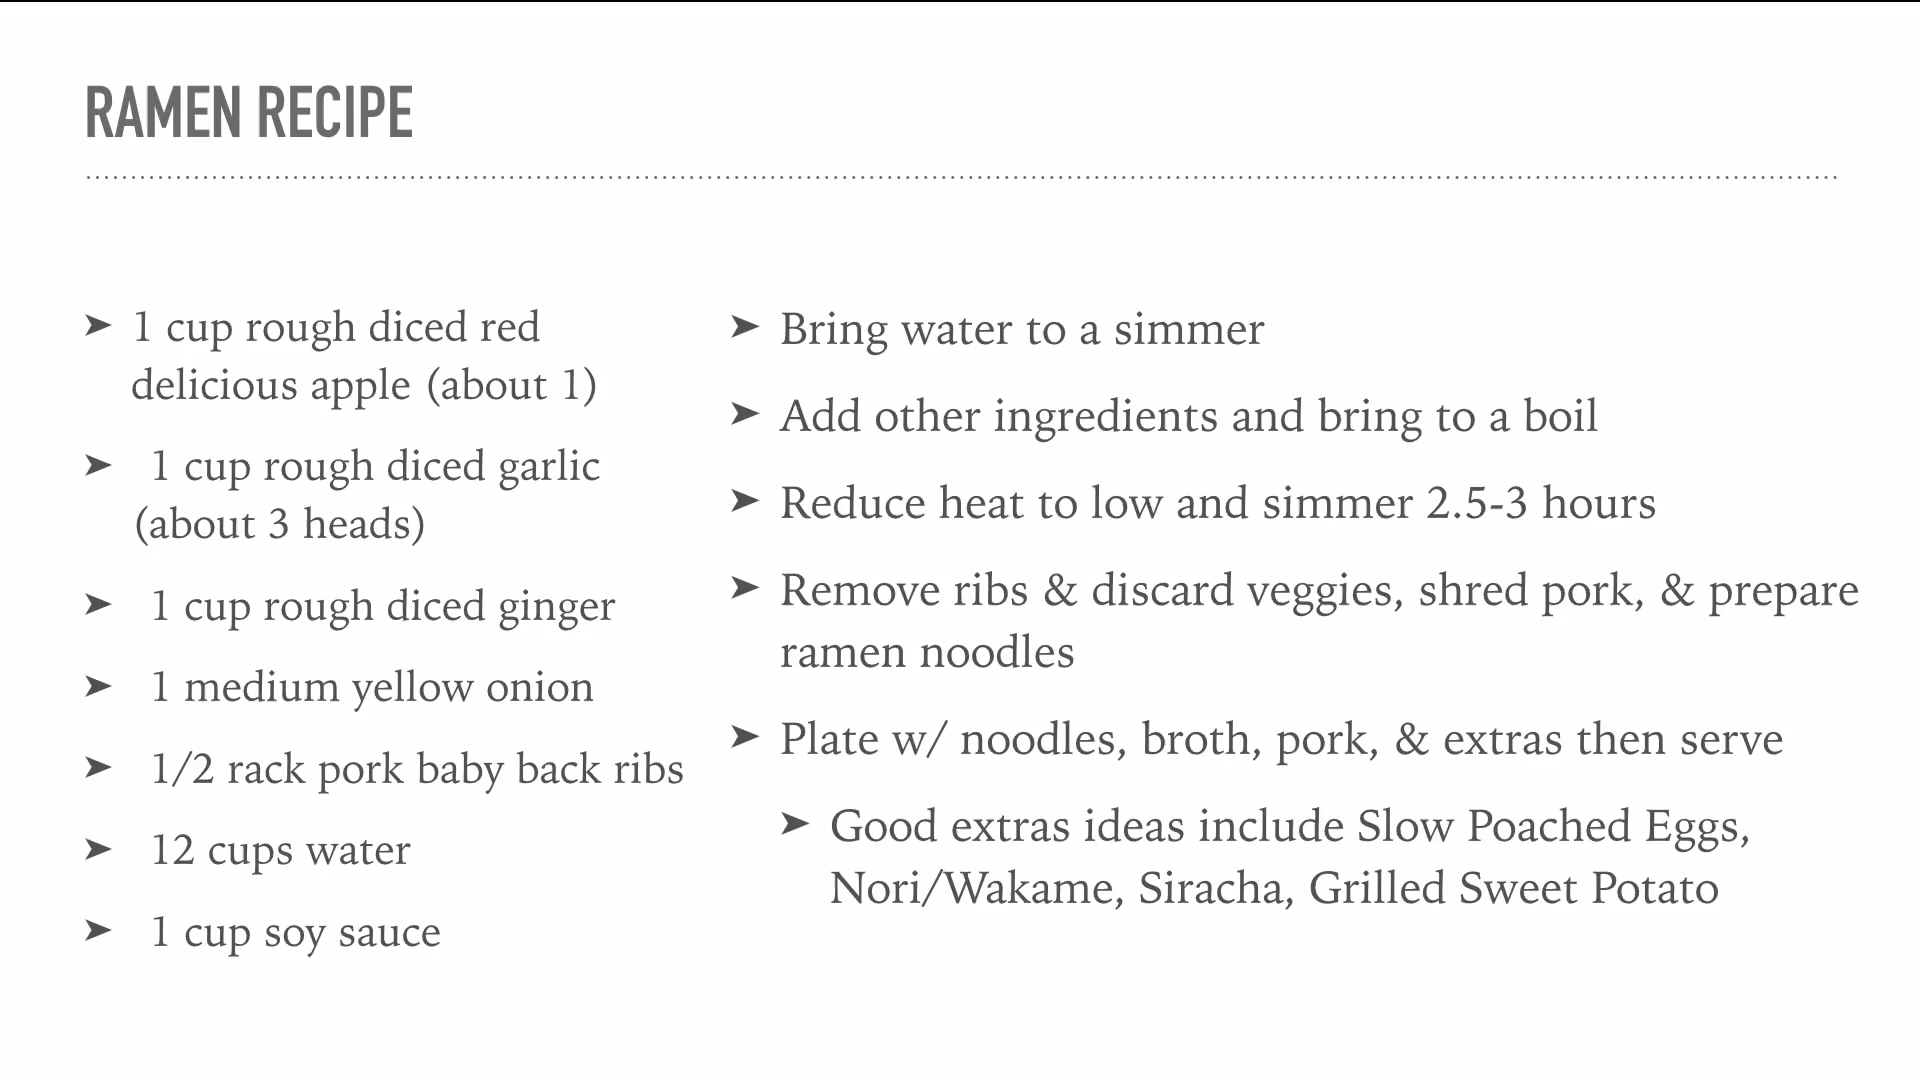 RAMEN RECIPE
➤ 1 cup rough diced red
delicious apple (about 1)
➤ 1 cup rough diced garlic
(about 3 heads)
➤ 1 cup rough diced ginger
➤ 1 medium yellow onion
➤ 1/2 rack pork baby back ribs
➤ 12 cups water
➤ 1 cup soy sauce
➤ Bring water to a simmer
➤ Add other ingredients and bring to a boil
➤ Reduce heat to low and simmer 2.5-3 hours
➤ Remove ribs & discard veggies, shred pork, & prepare
ramen noodles
➤ Plate w/ noodles, broth, pork, & extras then serve
➤ Good extras ideas include Slow Poached Eggs,
Nori/Wakame, Siracha, Grilled Sweet Potato